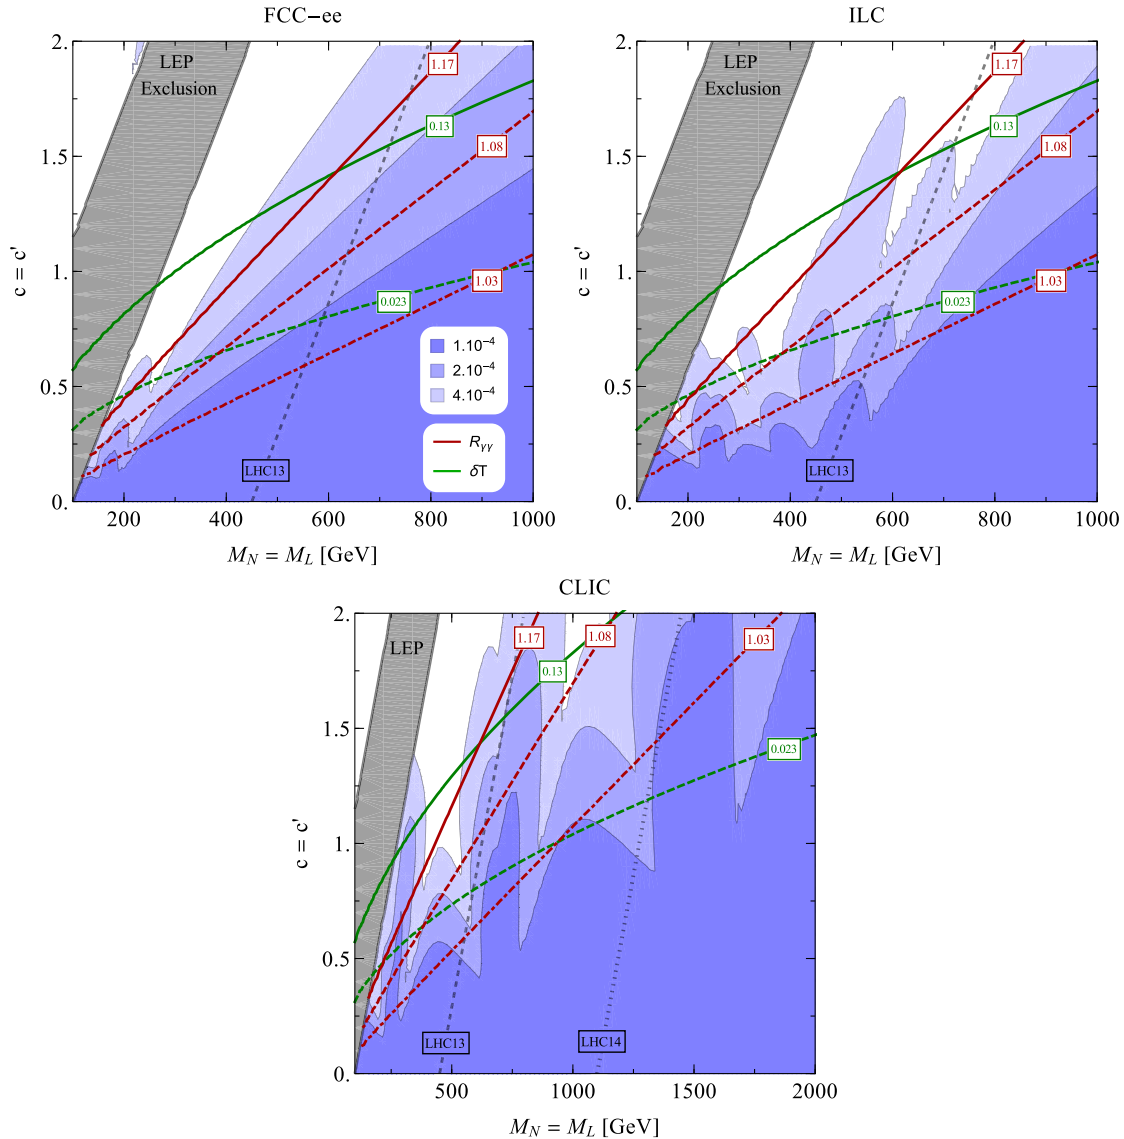 FCC−ee
2.
1.5
1.
0.5
0.
c = c'
LEP
Exclusion
1.17
0.13
1.08
0.023
1.03
1.10⁻⁴
2.10⁻⁴
4.10⁻⁴
Rγγ
δT
LHC13
200 400 600 800 1000
M_N = M_L [GeV]
ILC
2.
1.5
1.
0.5
0.
c = c'
LEP
Exclusion
1.17
0.13
1.08
1.03
0.023
LHC13
200 400 600 800 1000
M_N = M_L [GeV]
CLIC
2.
1.5
1.
0.5
0.
c = c'
LEP
1.17
1.08
1.03
0.13
0.023
LHC13
LHC14
500 1000 1500 2000
M_N = M_L [GeV]